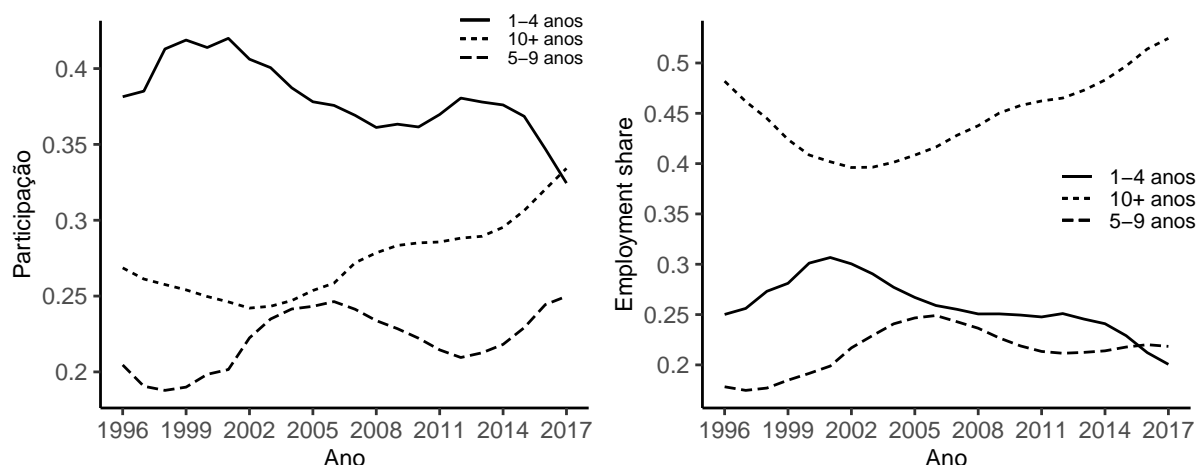 Participação
0.4
0.35
0.3
0.25
0.2
1996 1999 2002 2005 2008 2011 2014 2017
Ano
1−4 anos
10+ anos
5−9 anos
Employment share
0.5
0.45
0.4
0.35
0.3
0.25
0.2
1996 1999 2002 2005 2008 2011 2014 2017
Ano
1−4 anos
10+ anos
5−9 anos